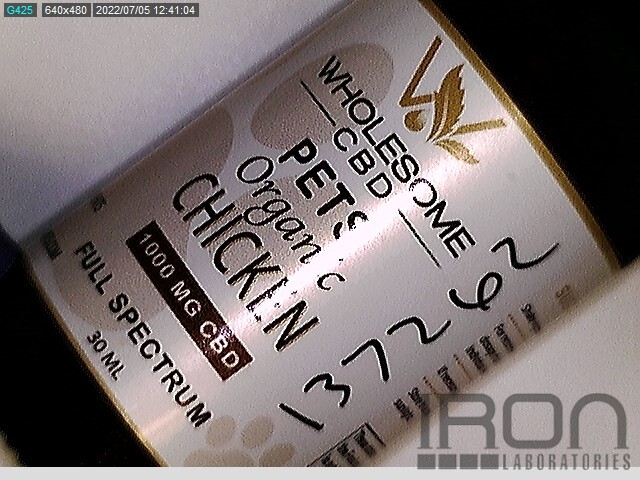 G425 640x480 2022/07/05 12:41:04
WHOLESOME
CBD
PETS
Organic
CHICKEN
1000 MG CBD
FULL SPECTRUM
30 ML
137262
IRON
LABORATORIES